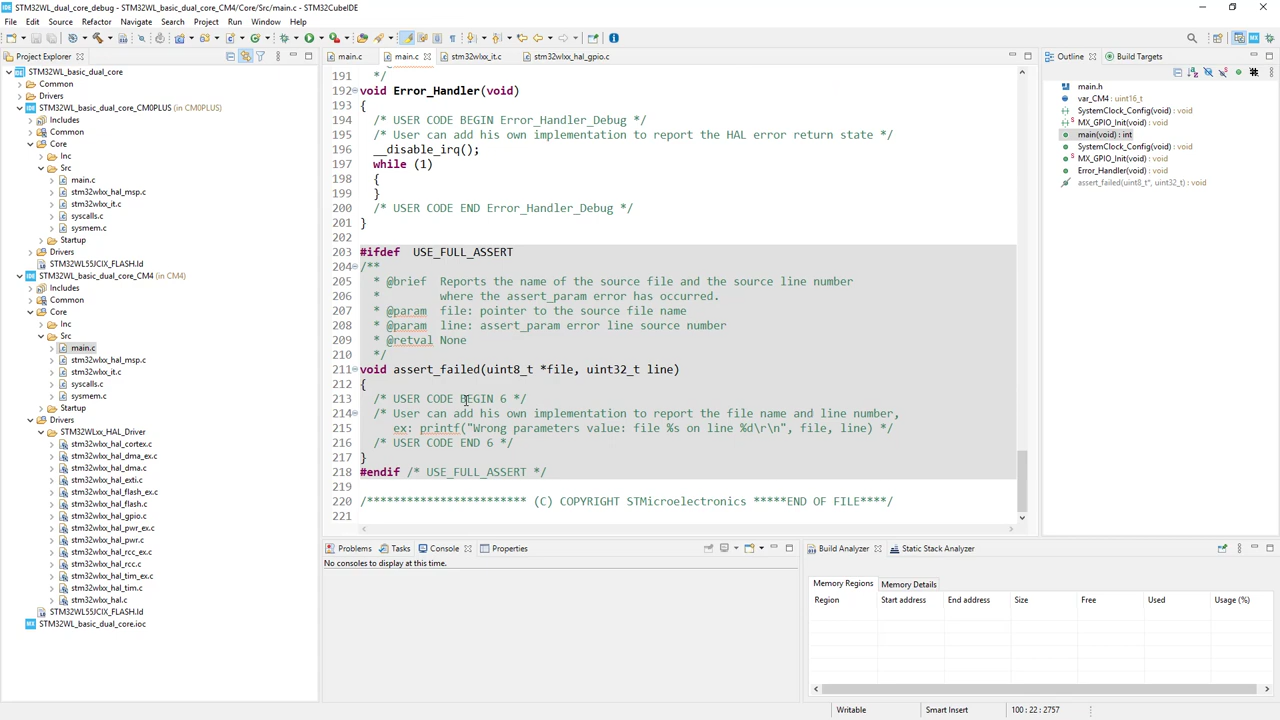 STM32WL_dual_core_debug - STM32WL_basic_dual_core_CM4/Core/Src/main.c - STM32CubeIDE
File Edit Source Refactor Navigate Search Project Run Window Help
Project Explorer
STM32WL_basic_dual_core
Common
Drivers
STM32WL_basic_dual_core_CM0PLUS (in CM0PLUS)
Includes
Common
Core
Inc
Src
main.c
stm32wlxx_hal_msp.c
stm32wlxx_it.c
syscalls.c
sysmem.c
Startup
Drivers
STM32WL55JCIX_FLASH.ld
STM32WL_basic_dual_core_CM4 (in CM4)
Includes
Common
Core
Inc
Src
main.c
stm32wlxx_hal_msp.c
stm32wlxx_it.c
syscalls.c
sysmem.c
Startup
Drivers
STM32WLxx_HAL_Driver
stm32wlxx_hal_cortex.c
stm32wlxx_hal_dma_ex.c
stm32wlxx_hal_dma.c
stm32wlxx_hal_exti.c
stm32wlxx_hal_flash_ex.c
stm32wlxx_hal_flash.c
stm32wlxx_hal_gpio.c
stm32wlxx_hal_pwr_ex.c
stm32wlxx_hal_pwr.c
stm32wlxx_hal_rcc_ex.c
stm32wlxx_hal_rcc.c
stm32wlxx_hal_tim_ex.c
stm32wlxx_hal_tim.c
stm32wlxx_hal.c
STM32WL55JCIX_FLASH.ld
STM32WL_basic_dual_core.ioc
main.c main.c stm32wlxx_it.c stm32wlxx_hal_gpio.c
191 */
192 void Error_Handler(void)
193 {
194 /* USER CODE BEGIN Error_Handler_Debug */
195 /* User can add his own implementation to report the HAL error return state */
196 __disable_irq();
197 while (1)
198 {
199 }
200 /* USER CODE END Error_Handler_Debug */
201 }
202
203 #ifdef USE_FULL_ASSERT
204 /**
205 * @brief Reports the name of the source file and the source line number
206 * where the assert_param error has occurred.
207 * @param file: pointer to the source file name
208 * @param line: assert_param error line source number
209 * @retval None
210 */
211 void assert_failed(uint8_t *file, uint32_t line)
212 {
213 /* USER CODE BEGIN 6 */
214 /* User can add his own implementation to report the file name and line number,
215 ex: printf("Wrong parameters value: file %s on line %d\r\n", file, line) */
216 /* USER CODE END 6 */
217 }
218 #endif /* USE_FULL_ASSERT */
219
220 /************************ (C) COPYRIGHT STMicroelectronics *****END OF FILE****/
221
Outline Build Targets
main.h
var_CM4 : uint16_t
SystemClock_Config(void) : void
MX_GPIO_Init(void) : void
main(void) : int
SystemClock_Config(void) : void
MX_GPIO_Init(void) : void
Error_Handler(void) : void
assert_failed(uint8_t*, uint32_t) : void
Problems Tasks Console Properties
No consoles to display at this time.
Build Analyzer Static Stack Analyzer
Memory Regions Memory Details
Region Start address End address Size Free Used Usage (%)
Writable Smart Insert 100 : 22 : 2757